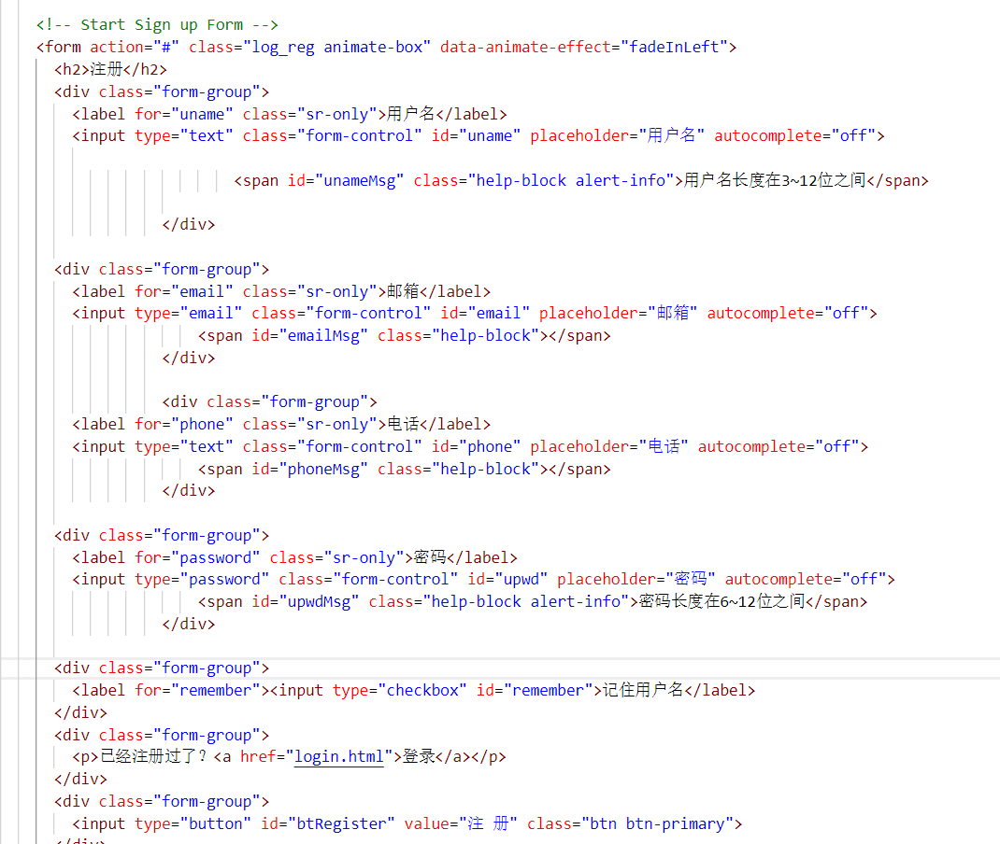 <!-- Start Sign up Form -->
<form action="#" class="log_reg animate-box" data-animate-effect="fadeInLeft">
<h2>注册</h2>
<div class="form-group">
<label for="uname" class="sr-only">用户名</label>
<input type="text" class="form-control" id="uname" placeholder="用户名" autocomplete="off">
<span id="unameMsg" class="help-block alert-info">用户名长度在3~12位之间</span>
</div>
<div class="form-group">
<label for="email" class="sr-only">邮箱</label>
<input type="email" class="form-control" id="email" placeholder="邮箱" autocomplete="off">
<span id="emailMsg" class="help-block"></span>
</div>
<div class="form-group">
<label for="phone" class="sr-only">电话</label>
<input type="text" class="form-control" id="phone" placeholder="电话" autocomplete="off">
<span id="phoneMsg" class="help-block"></span>
</div>
<div class="form-group">
<label for="password" class="sr-only">密码</label>
<input type="password" class="form-control" id="upwd" placeholder="密码" autocomplete="off">
<span id="upwdMsg" class="help-block alert-info">密码长度在6~12位之间</span>
</div>
<div class="form-group">
<label for="remember"><input type="checkbox" id="remember">记住用户名</label>
</div>
<div class="form-group">
<p>已经注册过了？<a href="login.html">登录</a></p>
</div>
<div class="form-group">
<input type="button" id="btRegister" value="注 册" class="btn btn-primary">
</div>